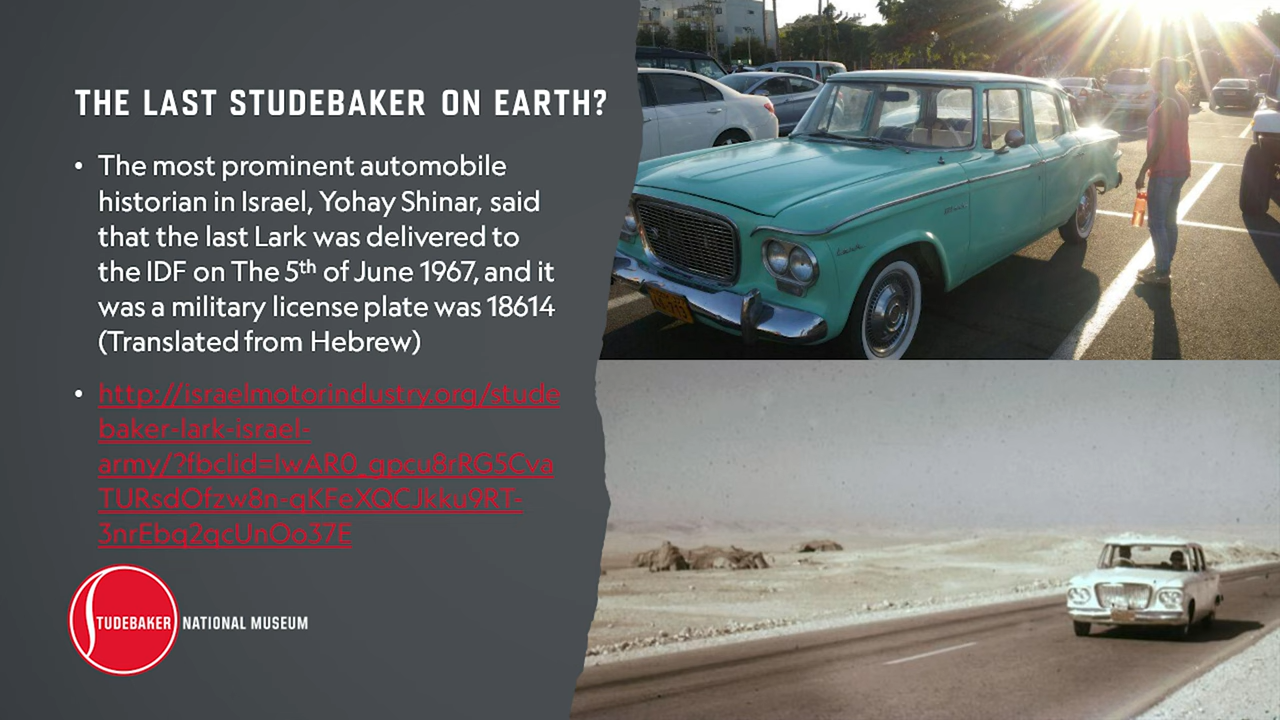 THE LAST STUDEBAKER ON EARTH?
• The most prominent automobile
historian in Israel, Yohay Shinar, said
that the last Lark was delivered to
the IDF on The 5th of June 1967, and it
was a military license plate was 18614
(Translated from Hebrew)
• http://israelmotorindustry.org/stude
baker-lark-israel-
army/?fbclid=IwAR0_gpcu8rRG5Cva
TURsdOfzw8n-qKFeXQCJkku9RT-
3nrEbq2qcUnOo37E
STUDEBAKER NATIONAL MUSEUM
Lark